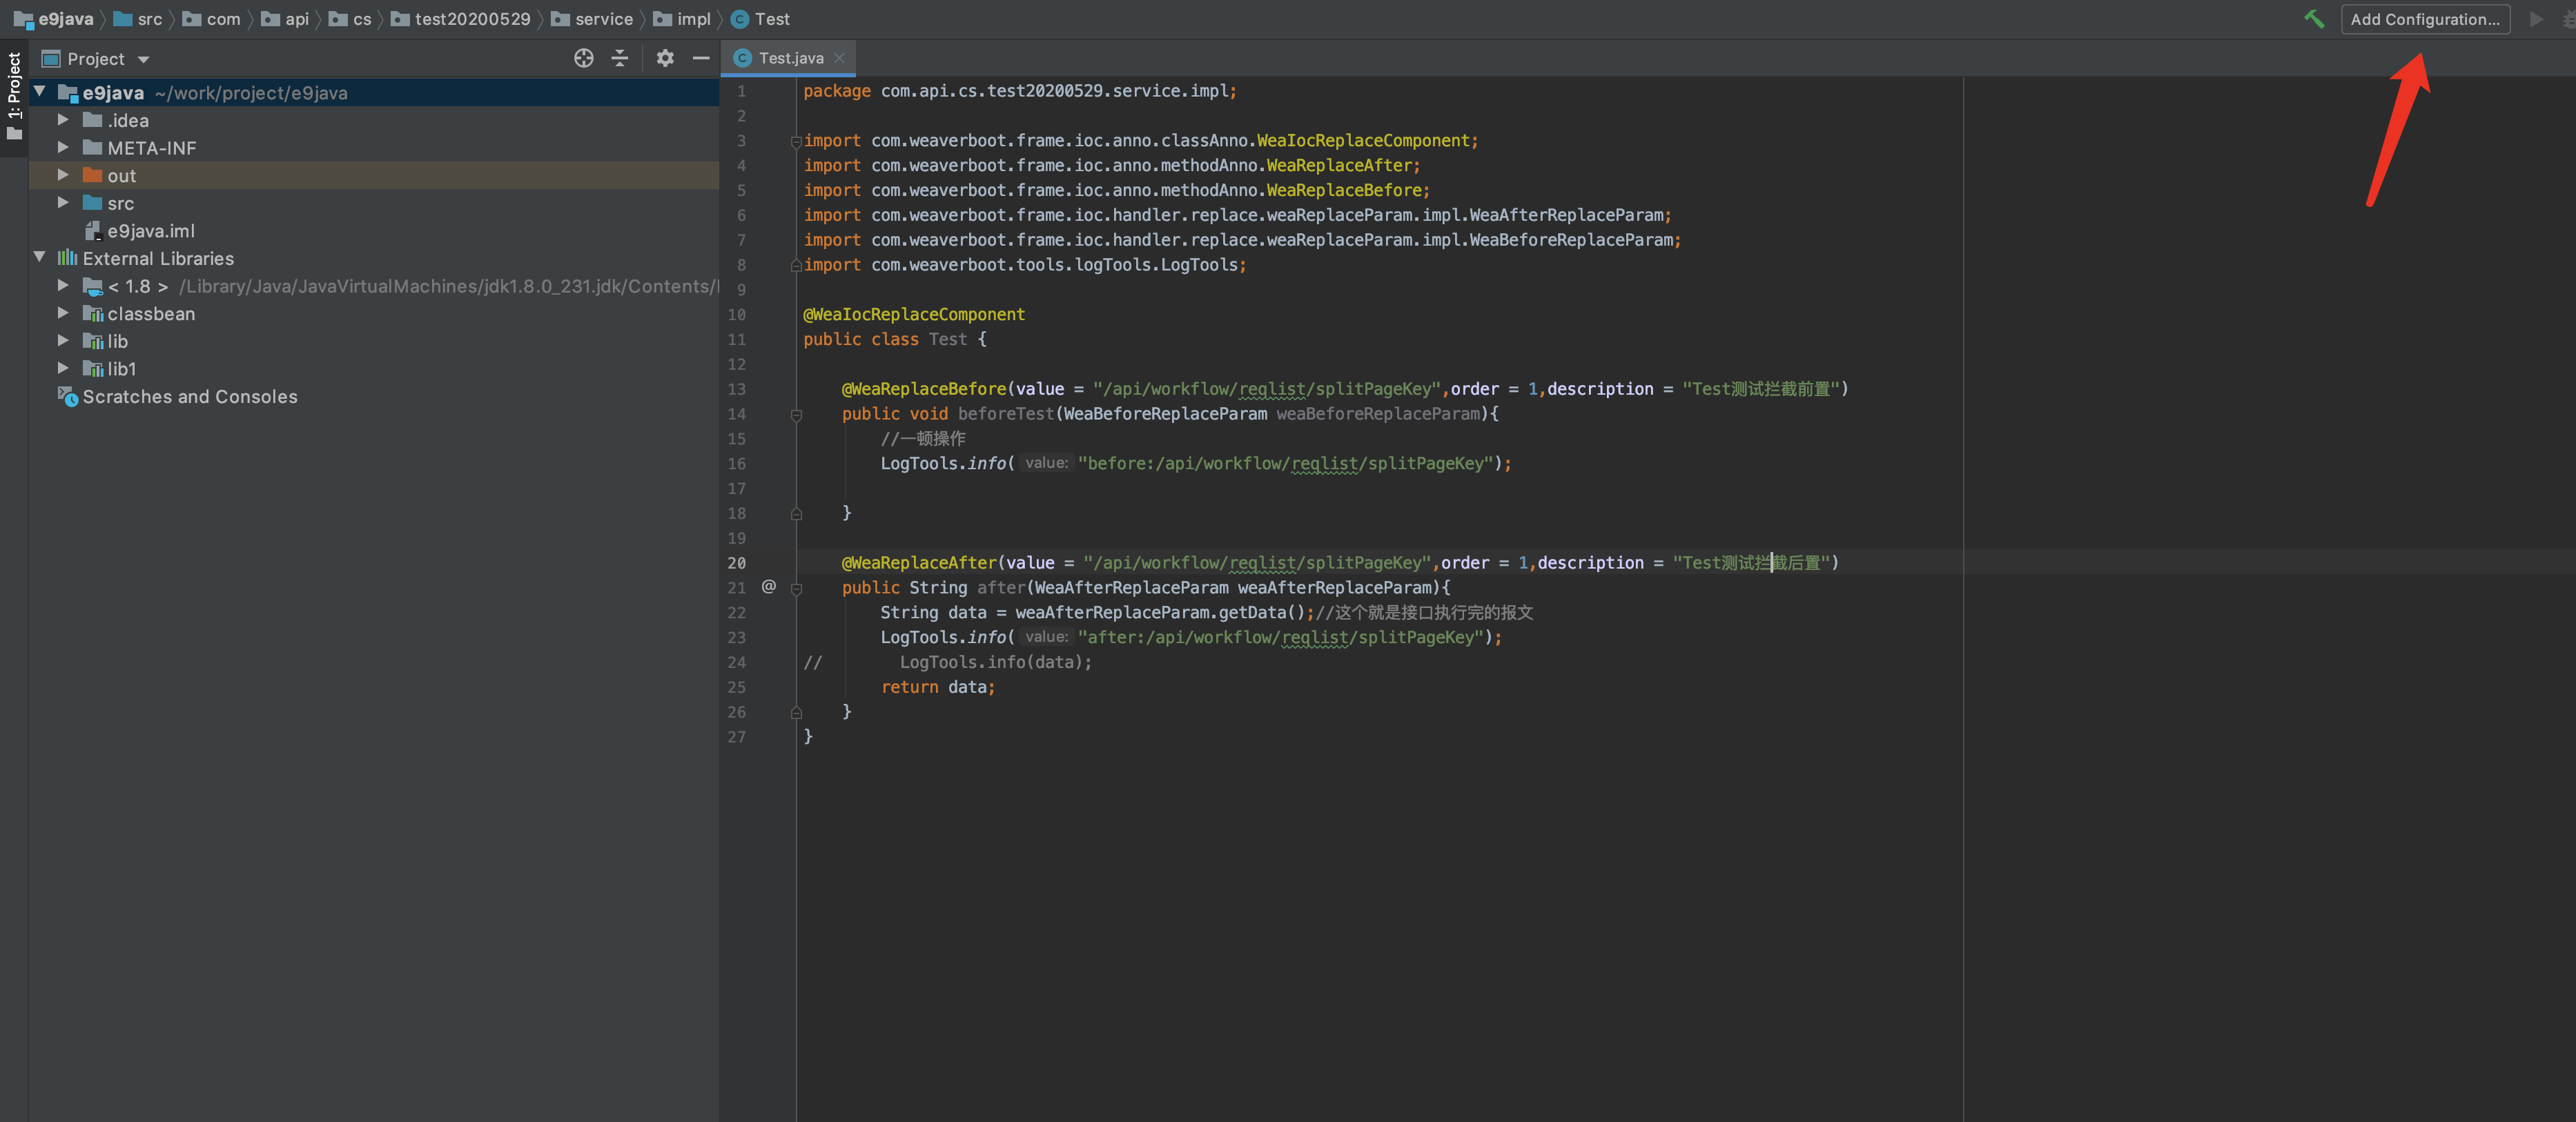 e9java src com api cs test20200529 service impl Test
Add Configuration...
1: Project
Project
e9java ~/work/project/e9java
.idea
META-INF
out
src
e9java.iml
External Libraries
< 1.8 > /Library/Java/JavaVirtualMachines/jdk1.8.0_231.jdk/Contents/
classbean
lib
lib1
Scratches and Consoles
Test.java
1 package com.api.cs.test20200529.service.impl;
2
3 import com.weaverboot.frame.ioc.anno.classAnno.WeaIocReplaceComponent;
4 import com.weaverboot.frame.ioc.anno.methodAnno.WeaReplaceAfter;
5 import com.weaverboot.frame.ioc.anno.methodAnno.WeaReplaceBefore;
6 import com.weaverboot.frame.ioc.handler.replace.weaReplaceParam.impl.WeaAfterReplaceParam;
7 import com.weaverboot.frame.ioc.handler.replace.weaReplaceParam.impl.WeaBeforeReplaceParam;
8 import com.weaverboot.tools.logTools.LogTools;
9
10 @WeaIocReplaceComponent
11 public class Test {
12
13 @WeaReplaceBefore(value = "/api/workflow/reqlist/splitPageKey",order = 1,description = "Test测试拦截前置")
14 public void beforeTest(WeaBeforeReplaceParam weaBeforeReplaceParam){
15 //一顿操作
16 LogTools.info( value: "before:/api/workflow/reqlist/splitPageKey");
17
18 }
19
20 @WeaReplaceAfter(value = "/api/workflow/reqlist/splitPageKey",order = 1,description = "Test测试拦截后置")
21 @ public String after(WeaAfterReplaceParam weaAfterReplaceParam){
22 String data = weaAfterReplaceParam.getData();//这个就是接口执行完的报文
23 LogTools.info( value: "after:/api/workflow/reqlist/splitPageKey");
24 // LogTools.info(data);
25 return data;
26 }
27 }